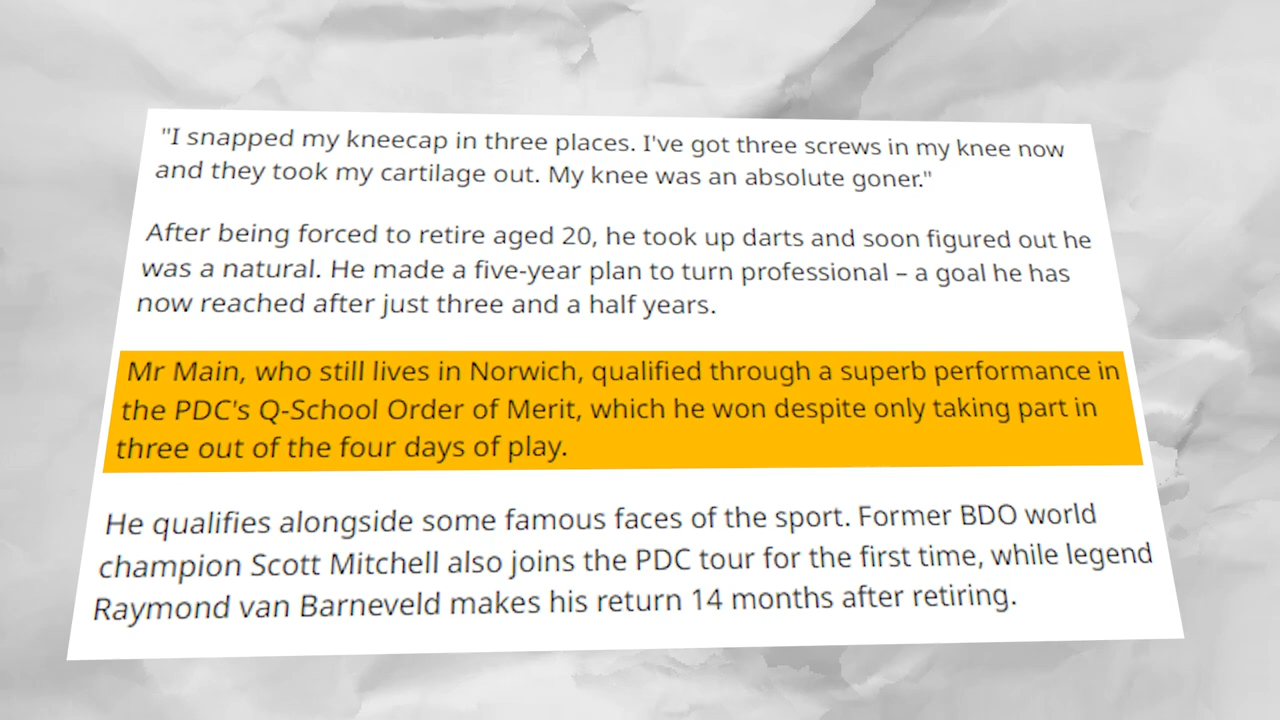 "I snapped my kneecap in three places. I've got three screws in my knee now
and they took my cartilage out. My knee was an absolute goner."
After being forced to retire aged 20, he took up darts and soon figured out he
was a natural. He made a five-year plan to turn professional – a goal he has
now reached after just three and a half years.
Mr Main, who still lives in Norwich, qualified through a superb performance in
the PDC's Q-School Order of Merit, which he won despite only taking part in
three out of the four days of play.
He qualifies alongside some famous faces of the sport. Former BDO world
champion Scott Mitchell also joins the PDC tour for the first time, while legend
Raymond van Barneveld makes his return 14 months after retiring.